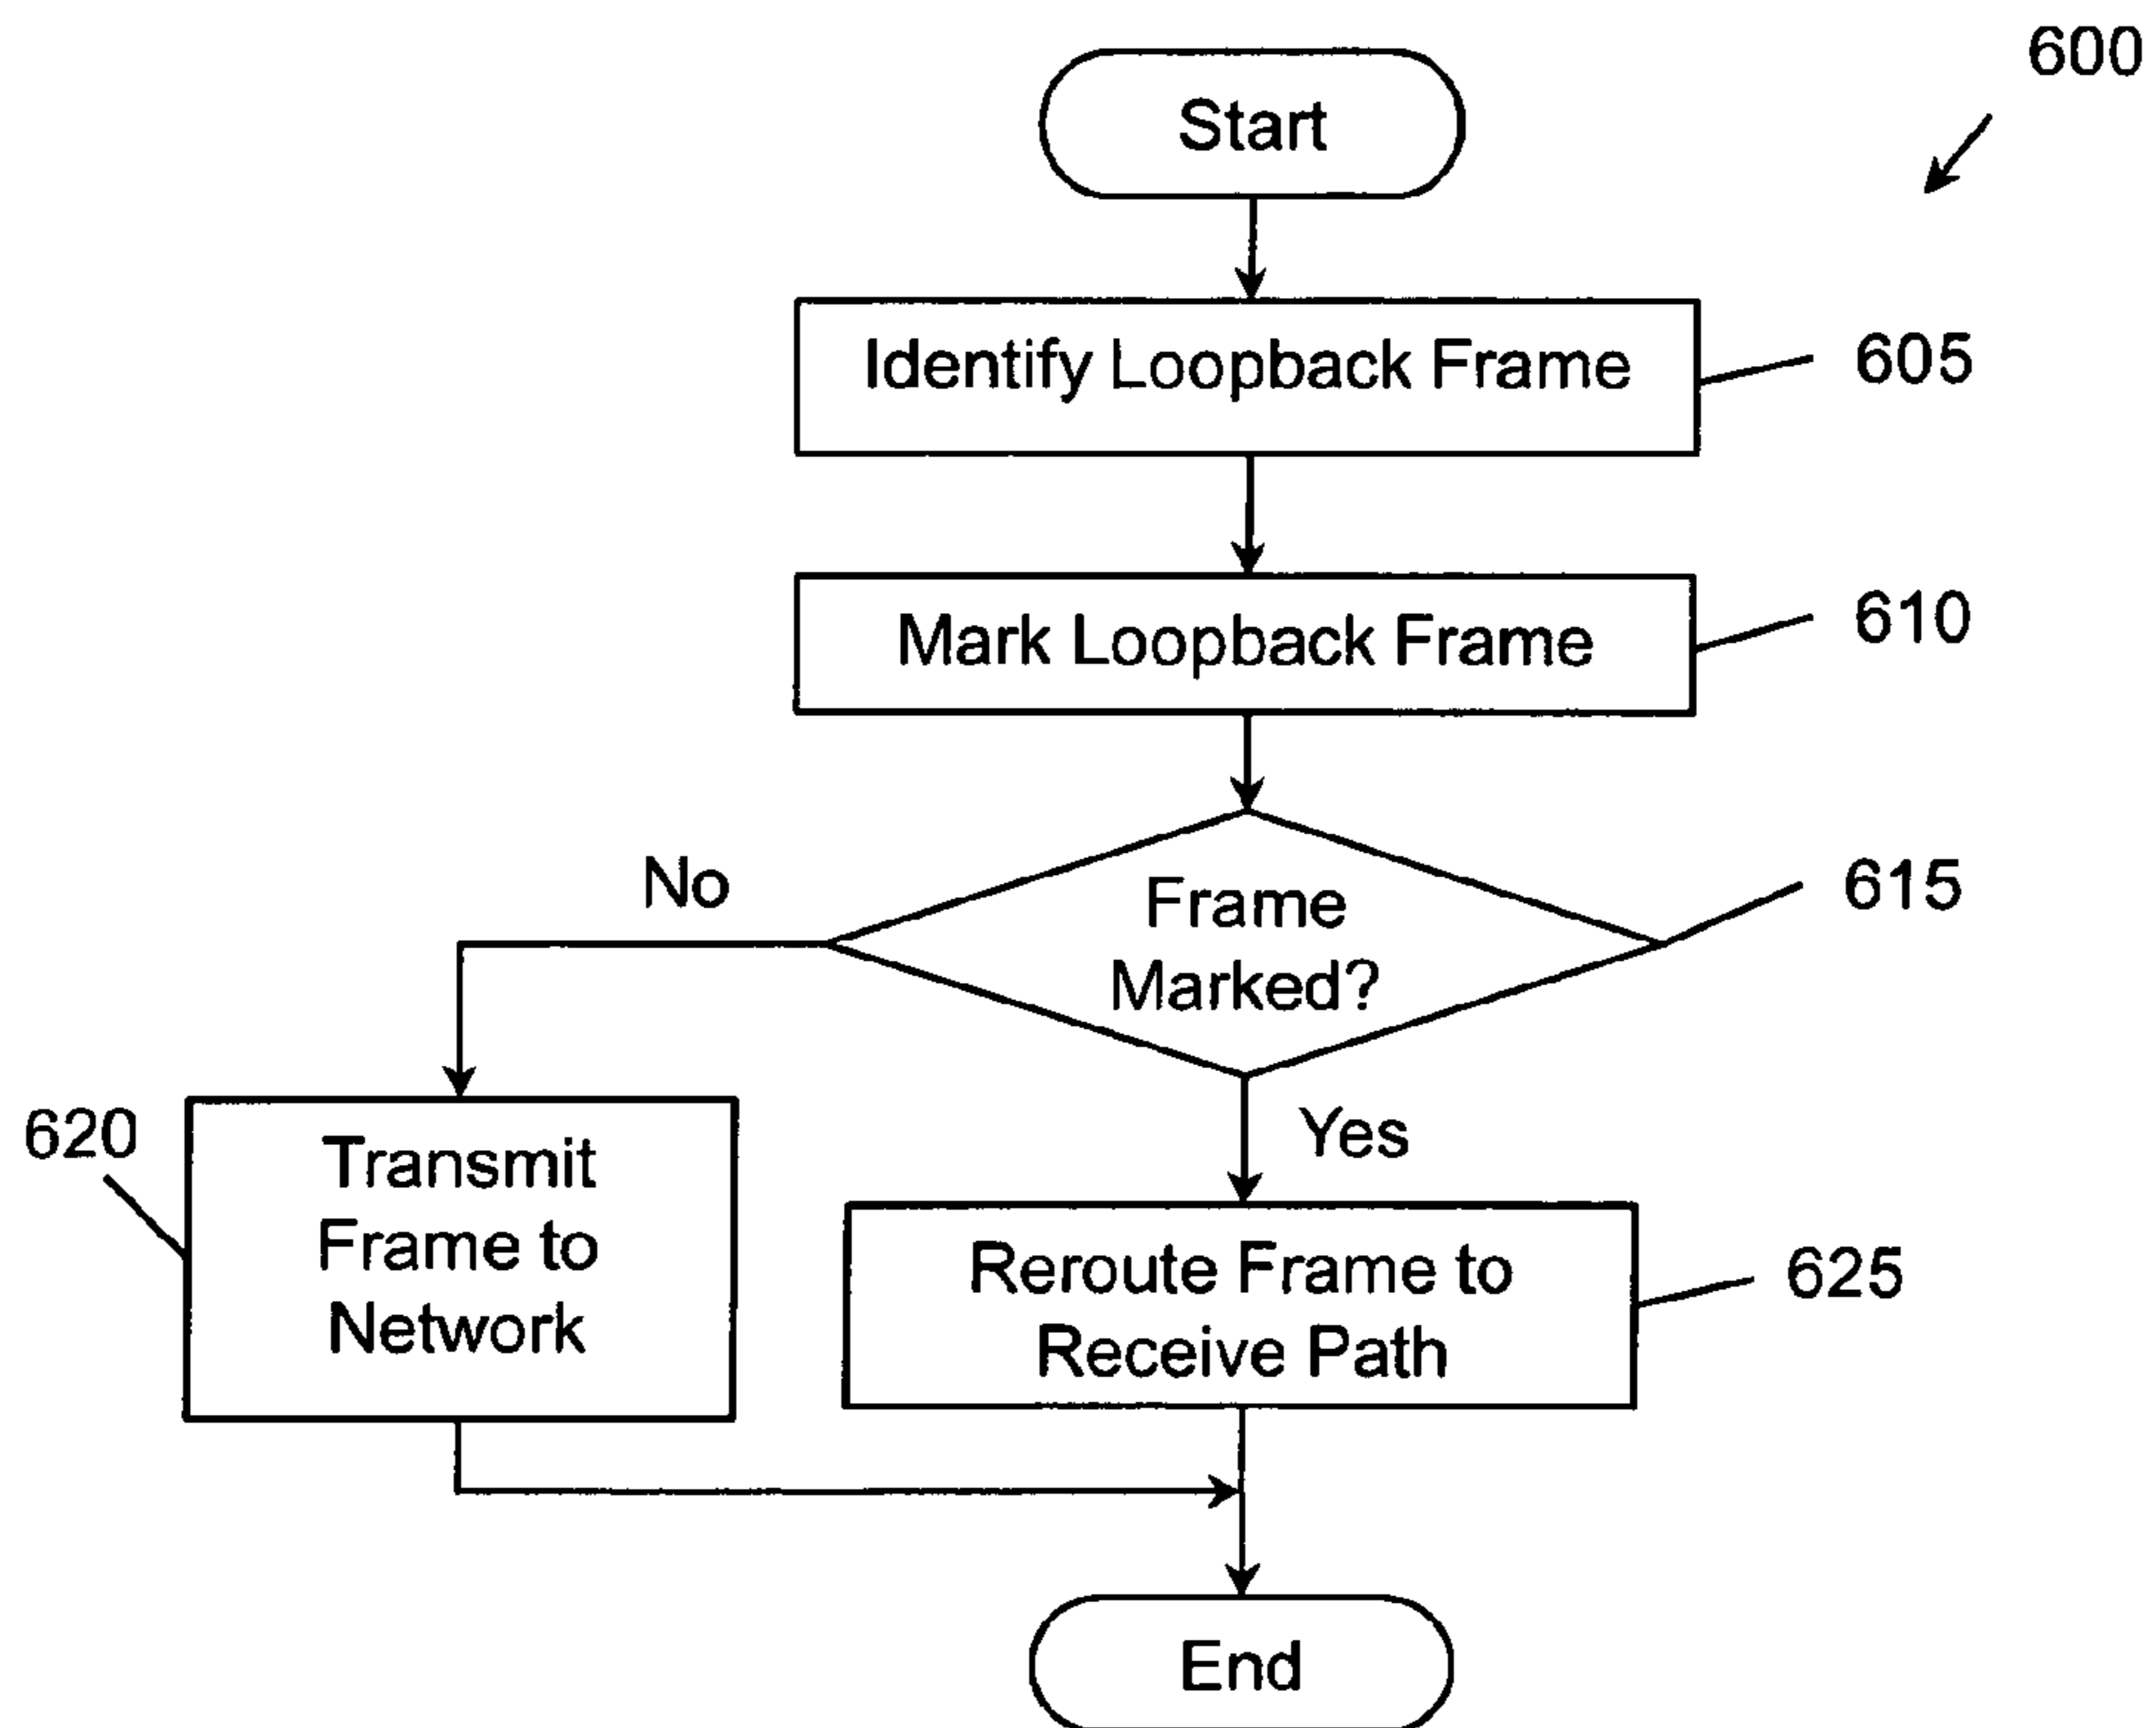 600
Start
Identify Loopback Frame
605
Mark Loopback Frame
610
No
Frame
Marked?
615
620
Transmit
Frame to
Network
Yes
Reroute Frame to
Receive Path
625
End